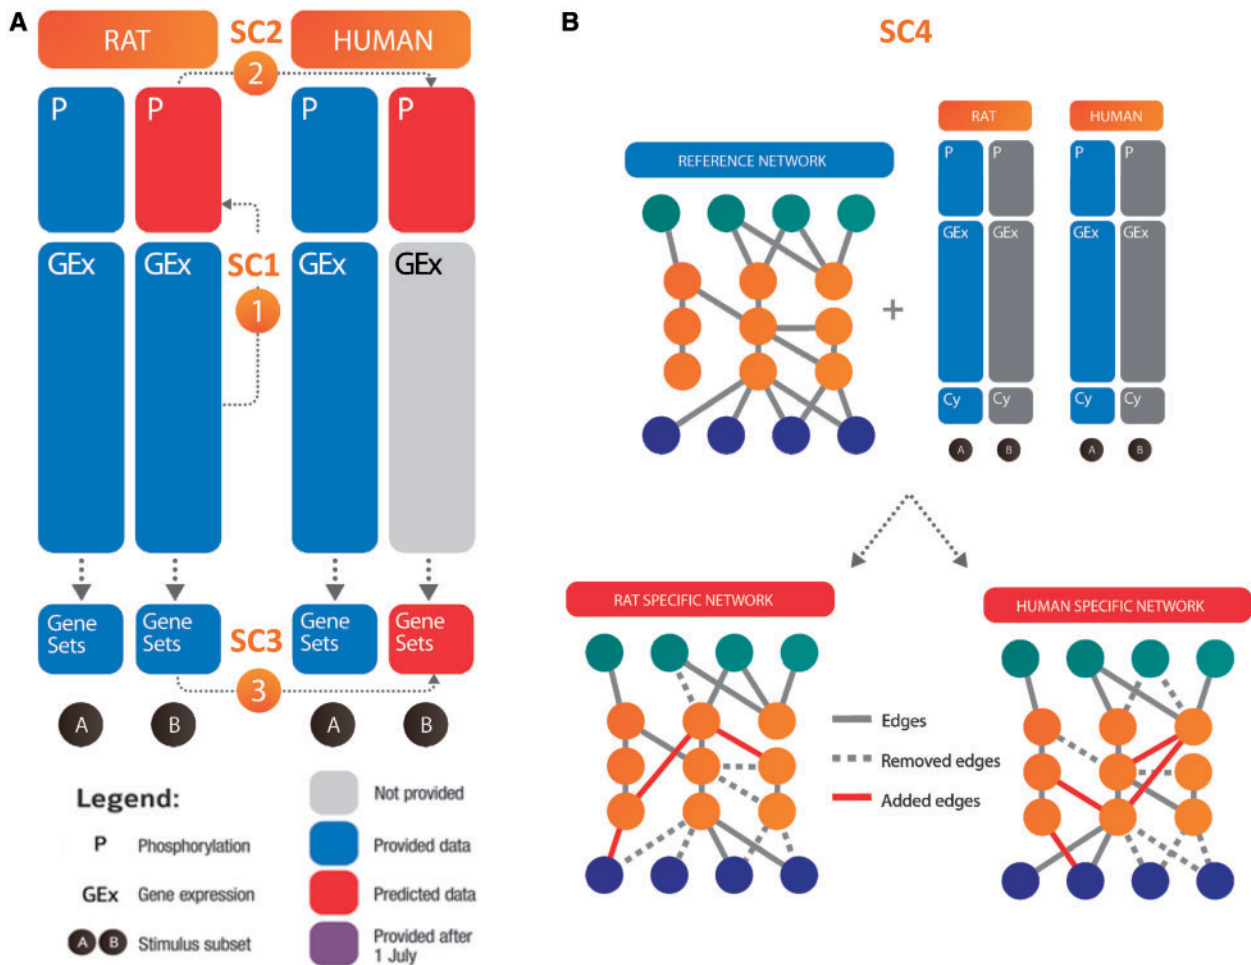 A
RAT
SC2
HUMAN
2
P
P
P
P
GEx
GEx
SC1
GEx
GEx
1
Gene
Sets
Gene
Sets
SC3
Gene
Sets
Gene
Sets
3
A
B
A
B
Legend:
P
Phosphorylation
GEx
Gene expression
A B
Stimulus subset
Not provided
Provided data
Predicted data
Provided after
1 July
B
SC4
REFERENCE NETWORK
+
RAT
HUMAN
P
P
P
P
GEx
GEx
GEx
GEx
Cy
Cy
Cy
Cy
A
B
A
B
RAT SPECIFIC NETWORK
HUMAN SPECIFIC NETWORK
Edges
Removed edges
Added edges